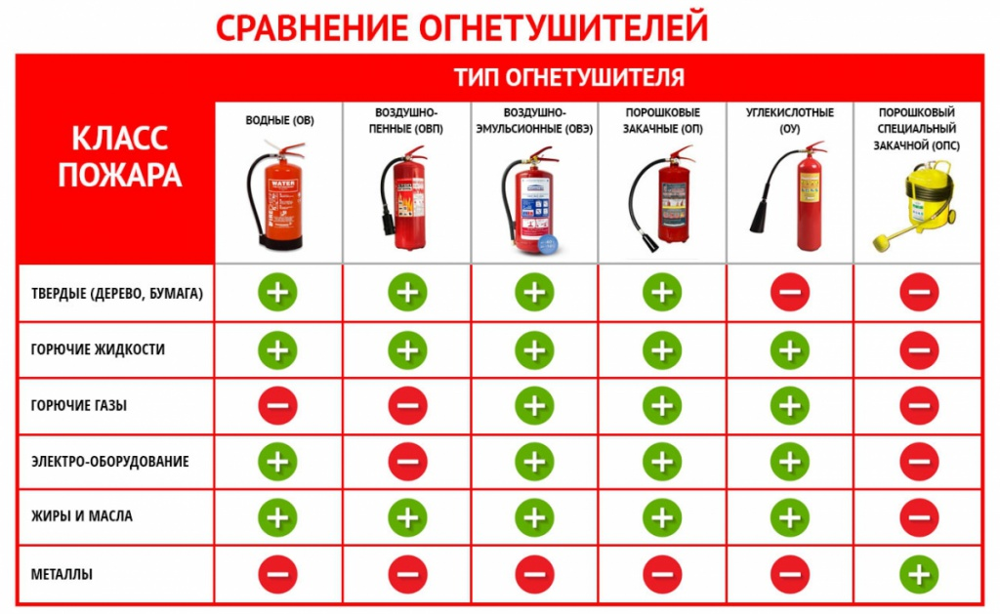 СРАВНЕНИЕ ОГНЕТУШИТЕЛЕЙ
ТИП ОГНЕТУШИТЕЛЯ
КЛАСС
ПОЖАРА
ВОДНЫЕ (ОВ)
ВОЗДУШНО-
ПЕННЫЕ (ОВП)
ВОЗДУШНО-
ЭМУЛЬСИОННЫЕ (ОВЭ)
ПОРОШКОВЫЕ
ЗАКАЧНЫЕ (ОП)
УГЛЕКИСЛОТНЫЕ
(ОУ)
ПОРОШКОВЫЙ
СПЕЦИАЛЬНЫЙ
ЗАКАЧНОЙ (ОПС)
WATER
ТВЕРДЫЕ (ДЕРЕВО, БУМАГА)
ГОРЮЧИЕ ЖИДКОСТИ
ГОРЮЧИЕ ГАЗЫ
ЭЛЕКТРО-ОБОРУДОВАНИЕ
ЖИРЫ И МАСЛА
МЕТАЛЛЫ